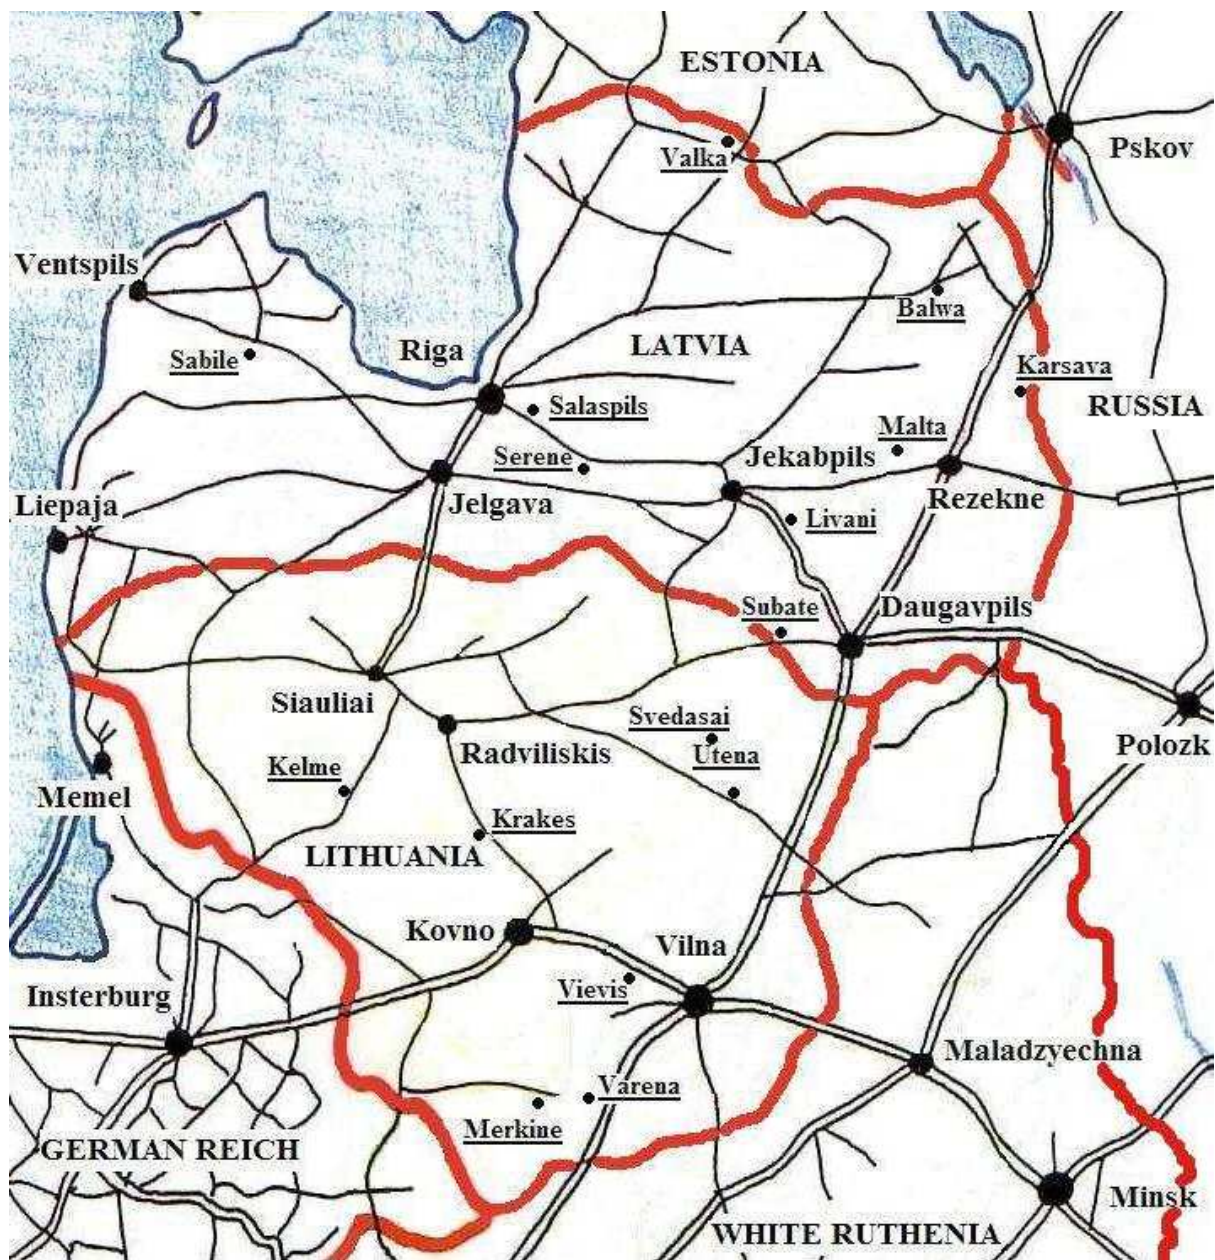 ESTONIA
Pskov
Valka
Ventspils
Balwa
Riga
LATVIA
Sabile
Karsava
Salaspils
RUSSIA
Malta
Serene
Jekabpils
Rezekne
Liepaja
Jelgava
Livani
Subate
Daugavpils
Siauliai
Svedasai
Radviliskis
Utena
Polozk
Kelme
Memel
Krakes
LITHUANIA
Kovno
Vilna
Insterburg
Vievis
Maladzyechna
Varena
Merkine
GERMAN REICH
Minsk
WHITE RUTHENIA